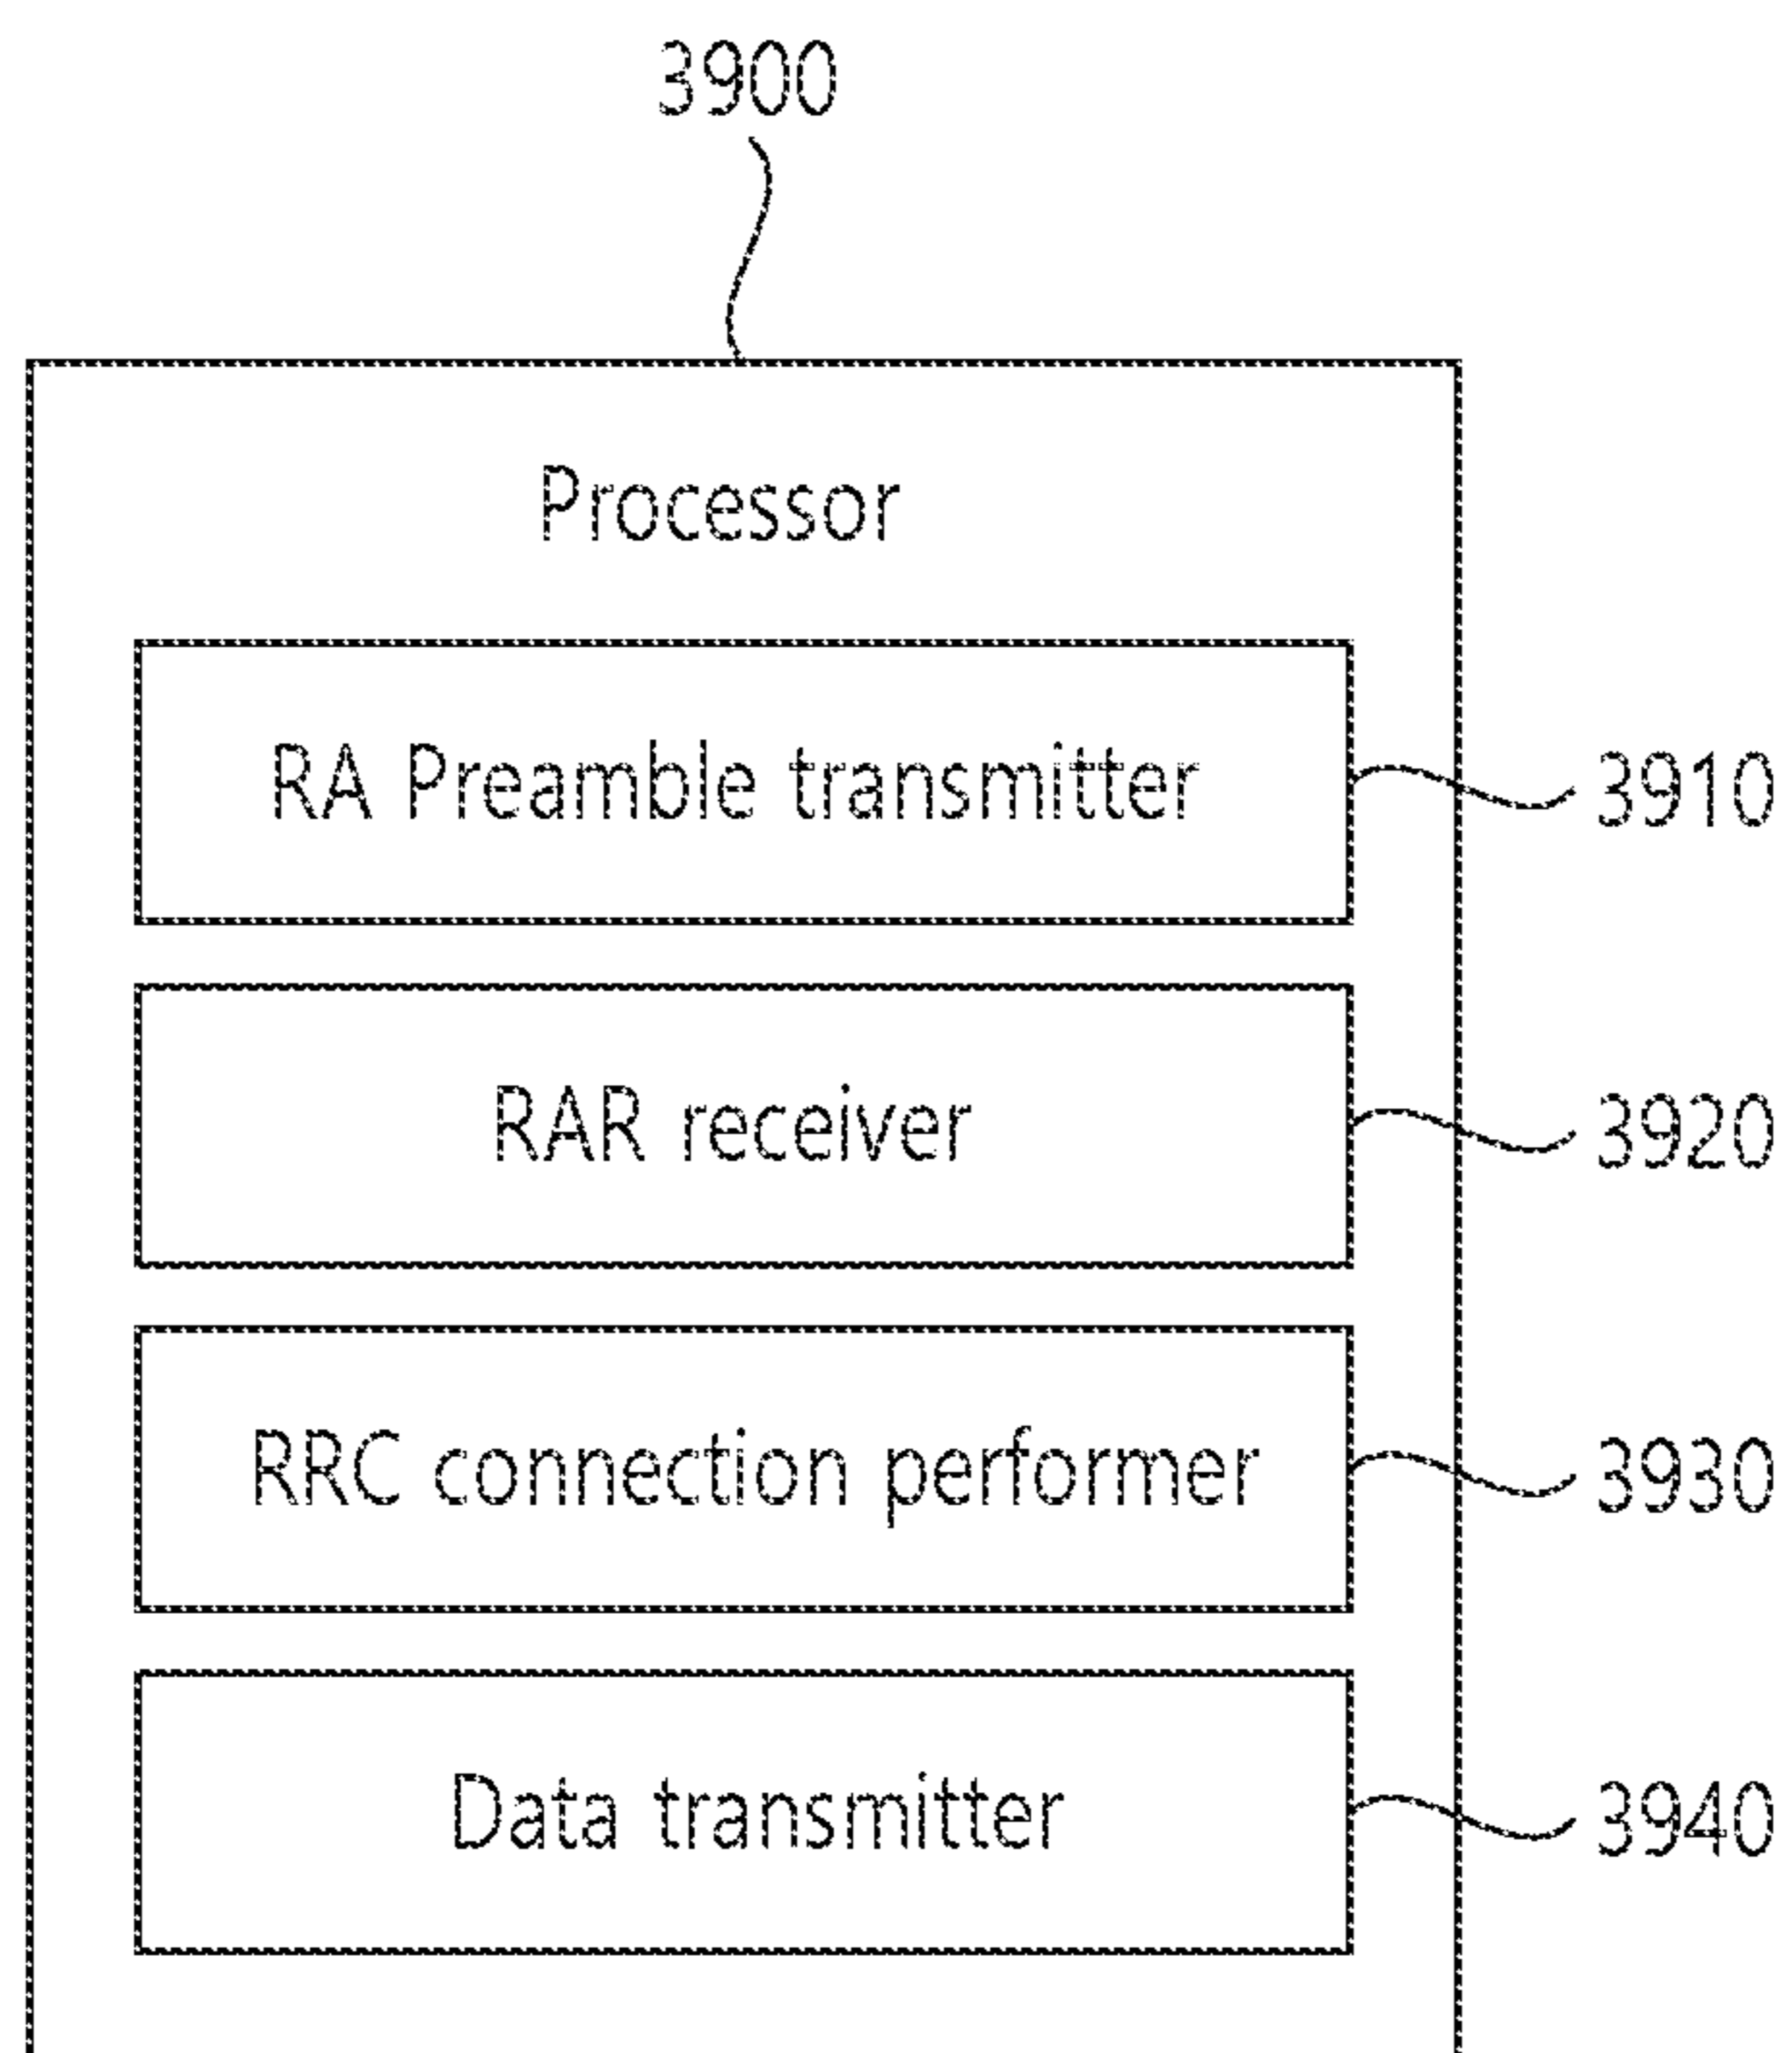 3900
Processor
RA Preamble transmitter
3910
RAR receiver
3920
RRC connection performer
3930
Data transmitter
3940